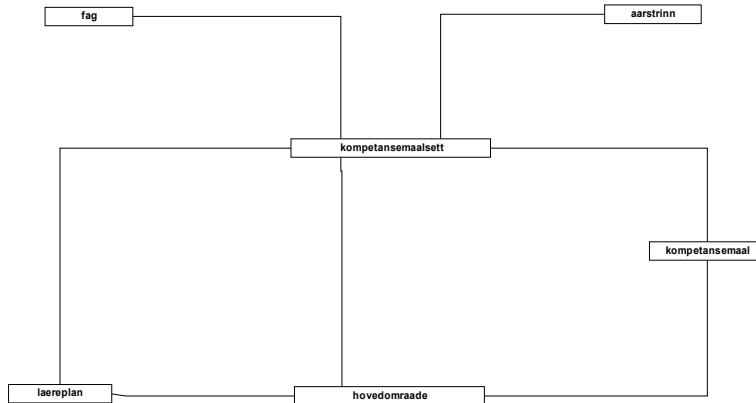 fag
aarstrinn
kompetansemaalsett
kompetansemaal
laereplan
hovedomraade